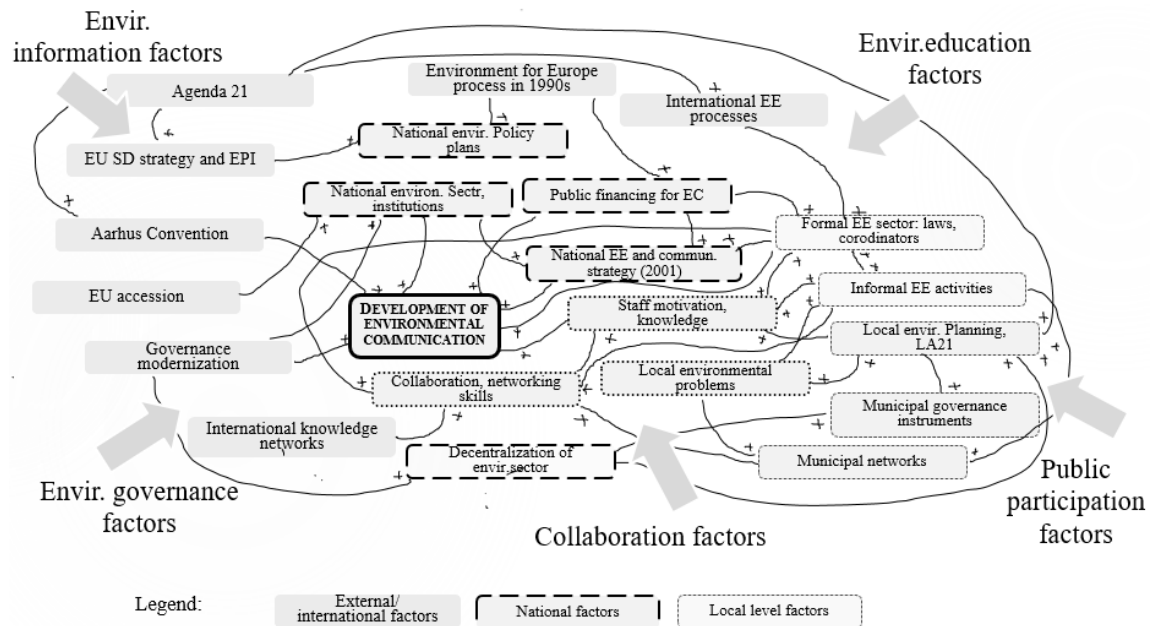 Envir.
information factors
Envir.education
factors
Agenda 21
Environment for Europe
process in 1990s
International EE
processes
EU SD strategy and EPI
National envir. Policy
plans
National environ. Sectr,
institutions
Public financing for EC
Aarhus Convention
Formal EE sector: laws,
corodinators
National EE and commun.
strategy (2001)
EU accession
Informal EE activities
DEVELOPMENT OF
ENVIRONMENTAL
COMMUNICATION
Staff motivation,
knowledge
Governance
modernization
Local envir. Planning,
LA21
Collaboration, networking
skills
Local environmental
problems
International knowledge
networks
Municipal governance
instruments
Decentralization of
envir.sector
Municipal networks
Envir. governance
factors
Collaboration factors
Public
participation
factors
Legend:
External/
international factors
National factors
Local level factors